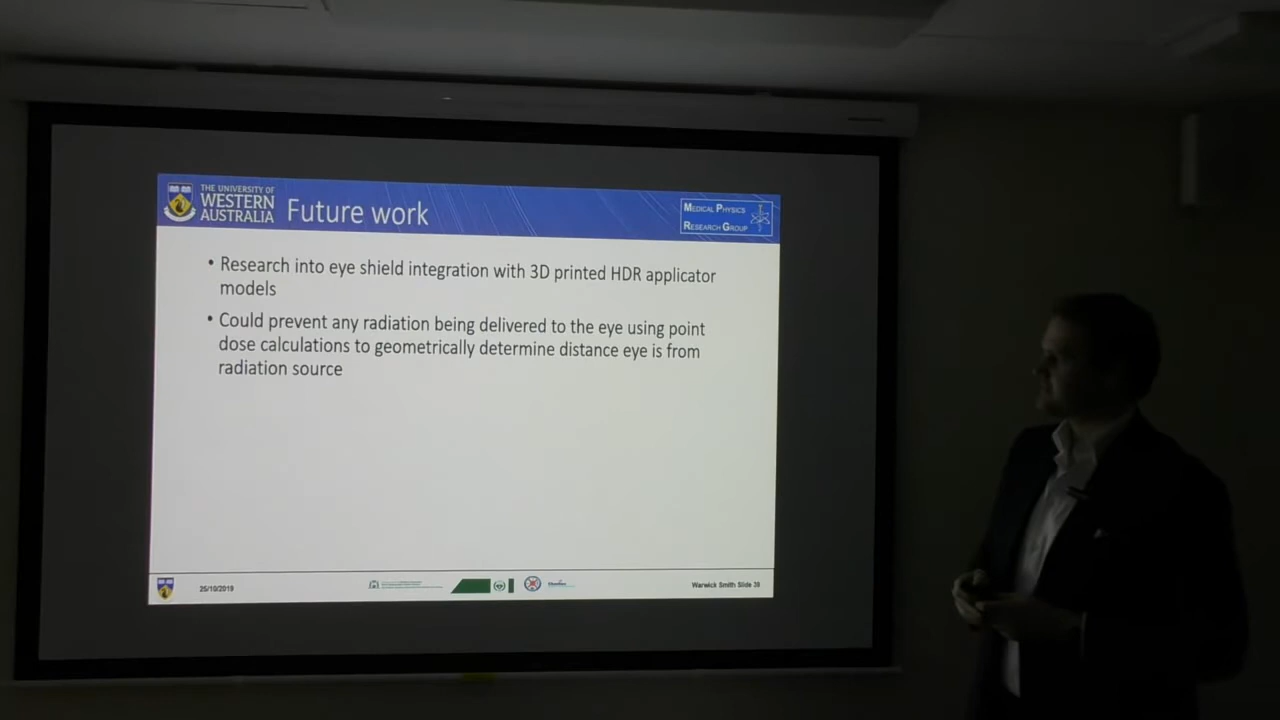 THE UNIVERSITY OF
WESTERN
AUSTRALIA
Future work
MEDICAL PHYSICS
RESEARCH GROUP
• Research into eye shield integration with 3D printed HDR applicator
models
• Could prevent any radiation being delivered to the eye using point
dose calculations to geometrically determine distance eye is from
radiation source
25/10/2019
Warwick Smith Slide 39